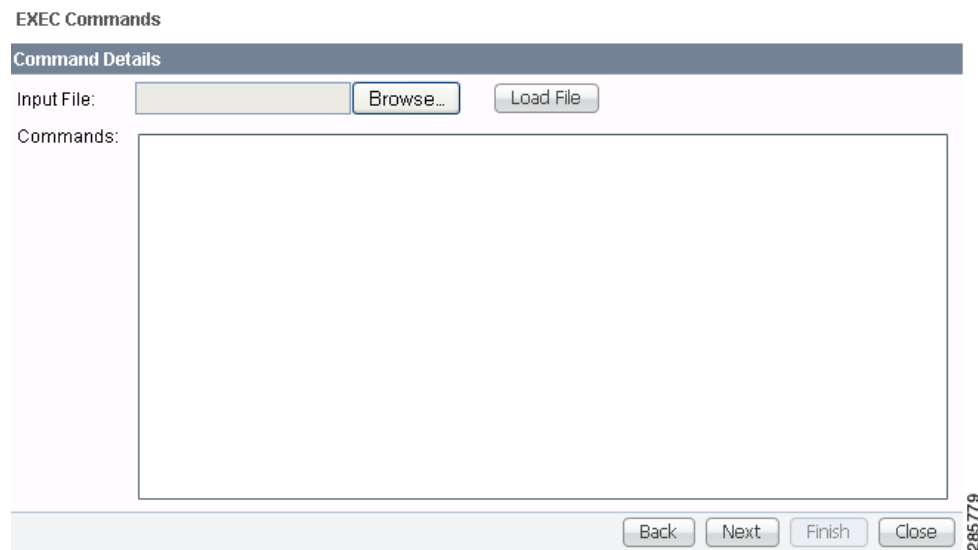 EXEC Commands
Command Details
Input File: Browse... Load File
Commands:
Back Next Finish Close
285779